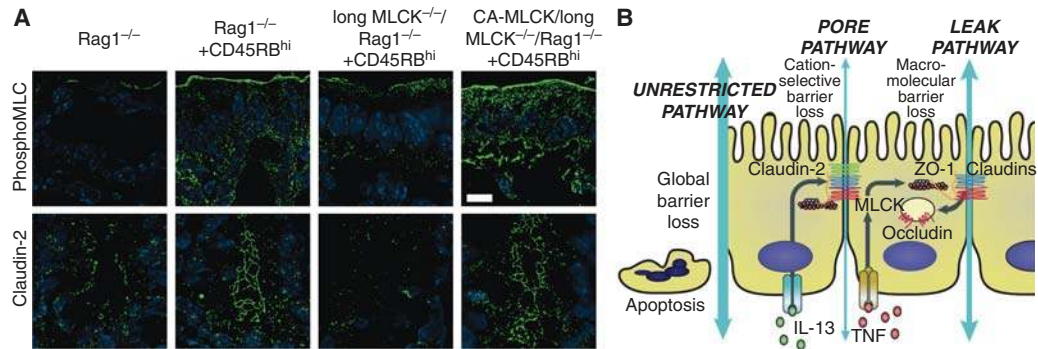 A
Rag1⁻/⁻
Rag1⁻/⁻
+CD45RBʰⁱ
long MLCK⁻/⁻/
Rag1⁻/⁻
+CD45RBʰⁱ
CA-MLCK/long
MLCK⁻/⁻/Rag1⁻/⁻
+CD45RBʰⁱ
PhosphoMLC
Claudin-2
B
UNRESTRICTED
PATHWAY
PORE
PATHWAY
Cation-
selective
barrier
loss
LEAK
PATHWAY
Macro-
molecular
barrier
loss
Global
barrier
loss
Claudin-2
ZO-1
Claudins
MLCK
Occludin
Apoptosis
IL-13
TNF